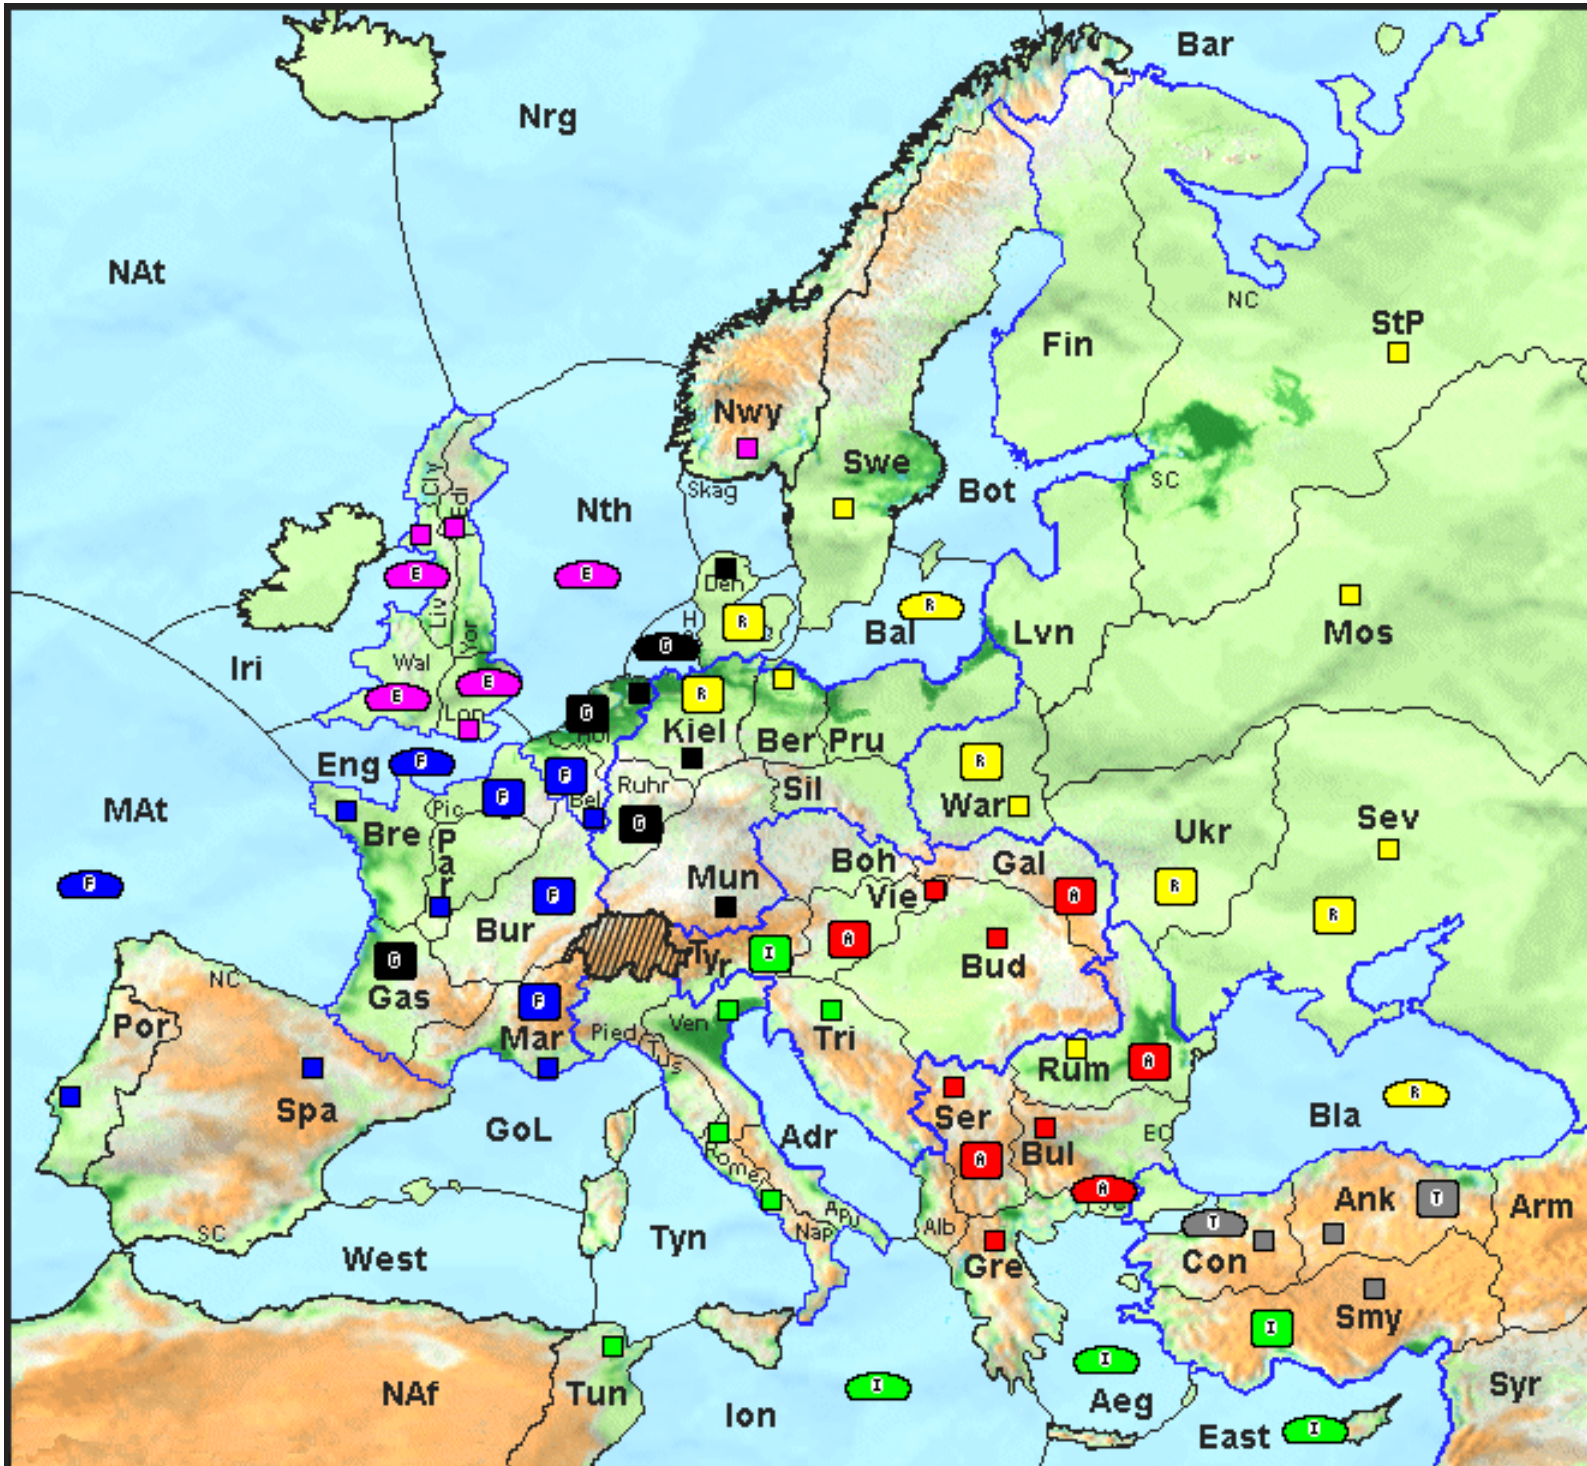 Bar
Nrg
NAt
NC
StP
Fin
Nwy
Swe
Cly
Edi
Skag
Bot
SC
Nth
Den
E
E
R
R
H
Bal
Lvn
Mos
Liv
Yor
Iri
Wal
G
E
E
Lon
G
R
Hol
Kiel
Ber
Pru
Eng
F
F
F
Bel
Ruhr
Sil
R
War
MAt
Pic
Bre
Par
G
Ukr
Sev
Boh
Gal
F
Mun
Vie
F
Bur
A
R
R
G
Tyr
I
A
Bud
NC
Gas
F
Mar
Por
Pied
Ven
Tus
Tri
Rum
A
Spa
GoL
Ser
R
Bla
Adr
Bul
EC
Rome
A
A
Ank
T
Arm
SC
West
Tyn
Apu
Nap
Alb
Gre
T
Con
Smy
I
I
NAf
Tun
I
Ion
Aeg
Syr
East
I